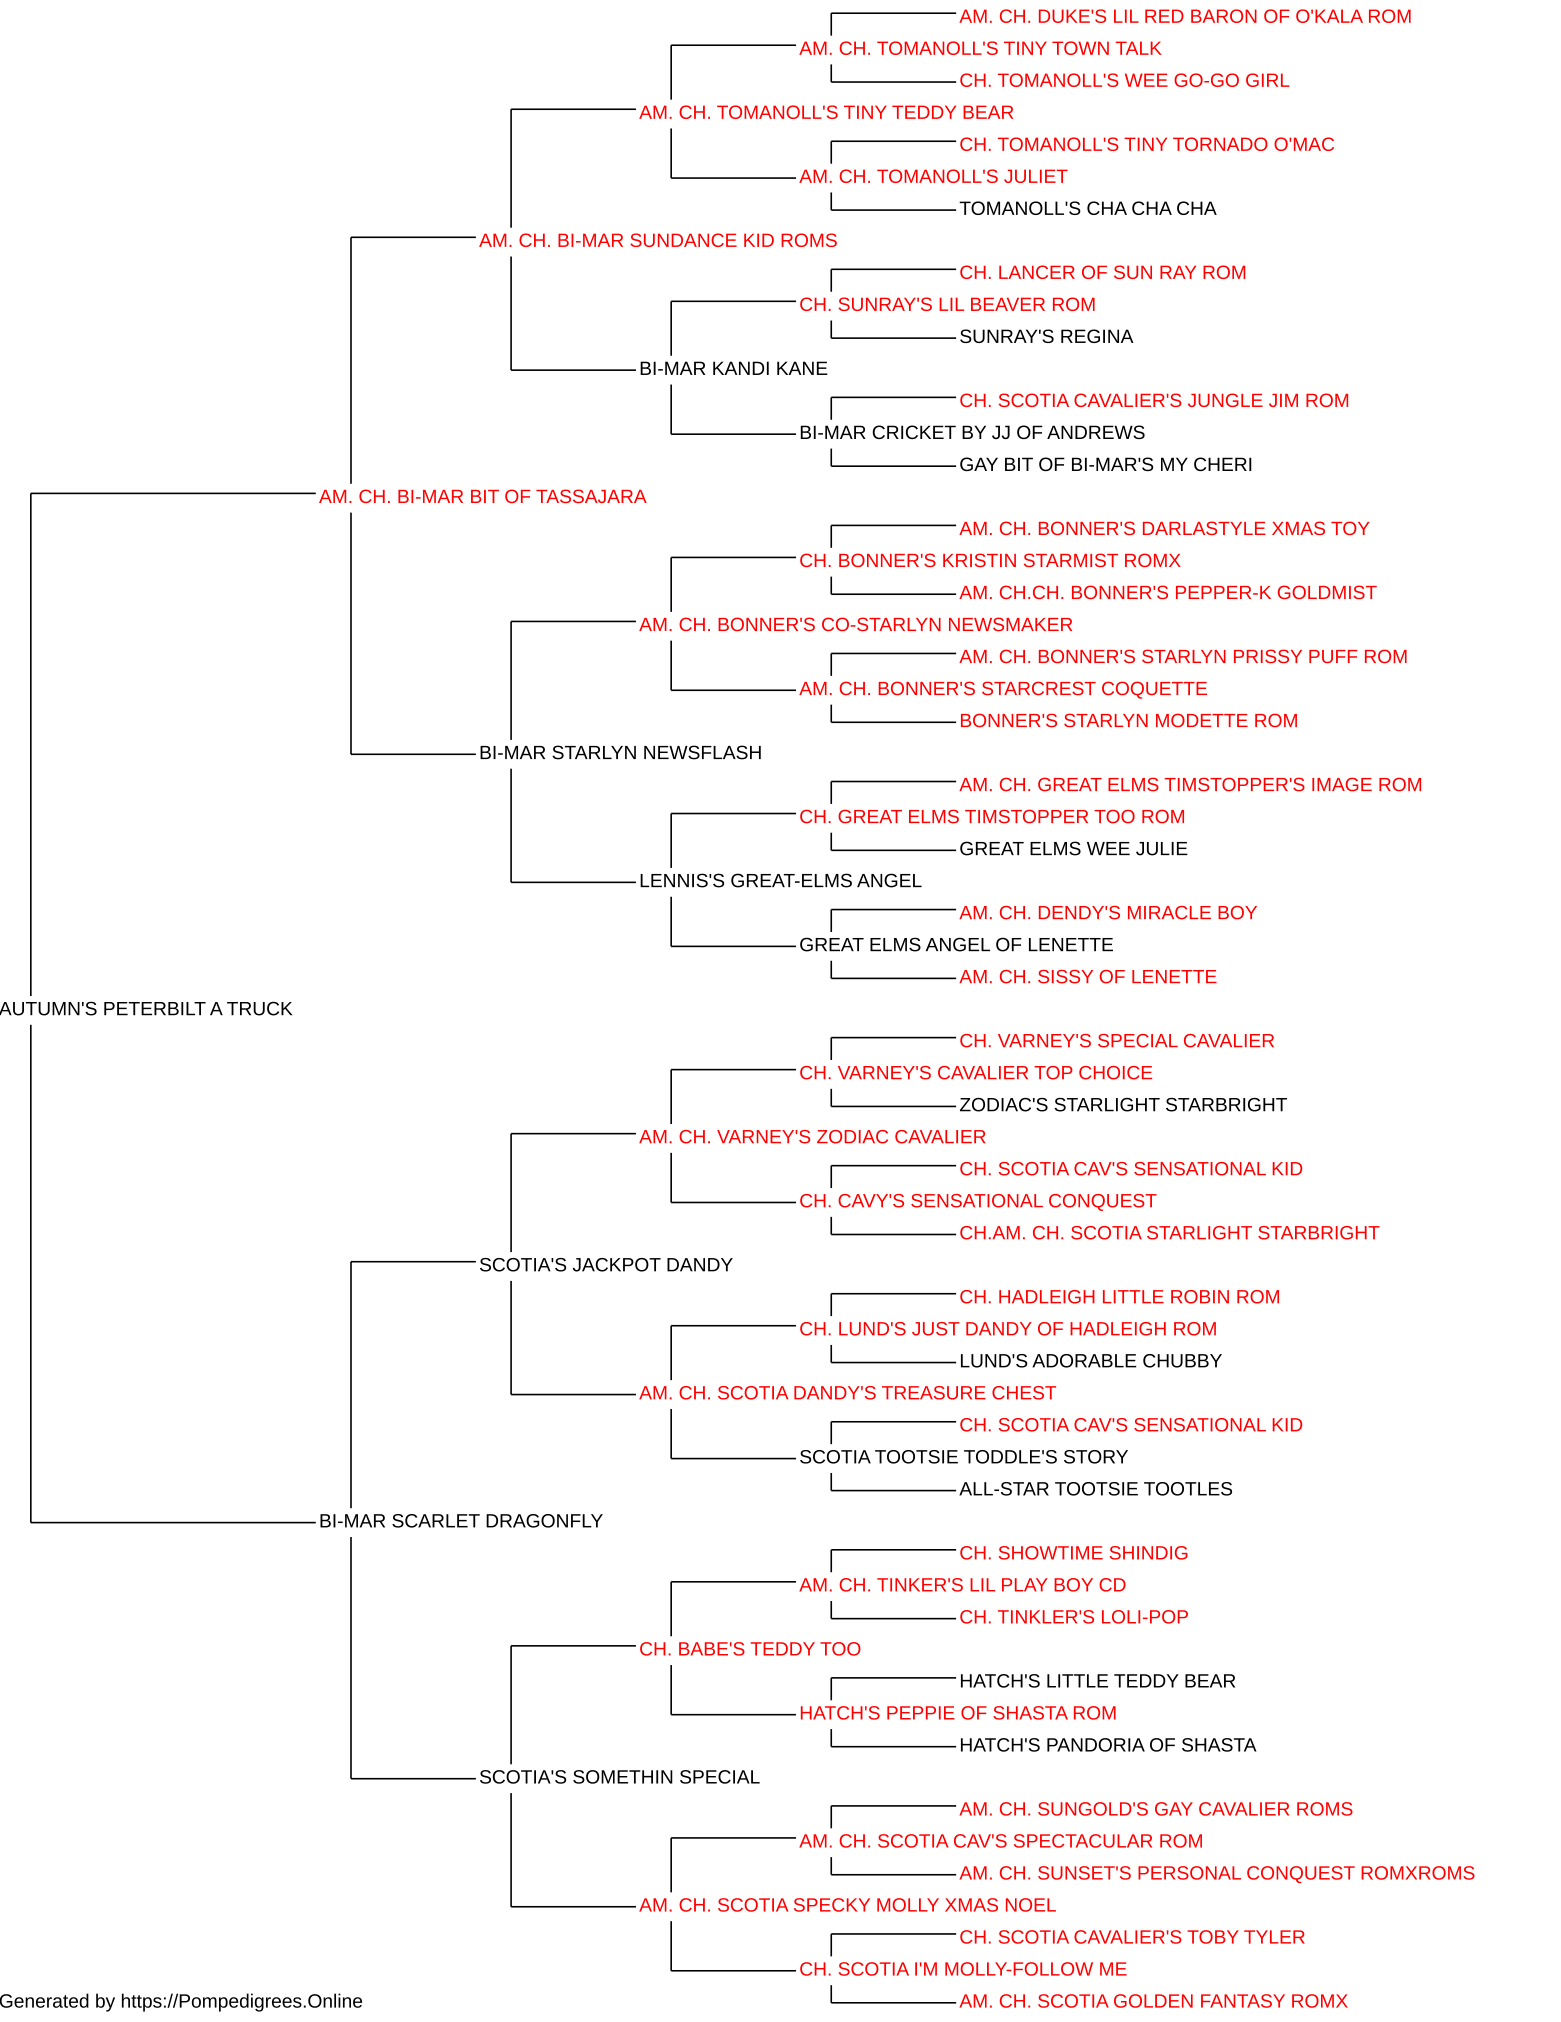 AM. CH. DUKE'S LIL RED BARON OF O'KALA ROM
AM. CH. TOMANOLL'S TINY TOWN TALK
CH. TOMANOLL'S WEE GO-GO GIRL
AM. CH. TOMANOLL'S TINY TEDDY BEAR
CH. TOMANOLL'S TINY TORNADO O'MAC
AM. CH. TOMANOLL'S JULIET
TOMANOLL'S CHA CHA CHA
AM. CH. BI-MAR SUNDANCE KID ROMS
CH. LANCER OF SUN RAY ROM
CH. SUNRAY'S LIL BEAVER ROM
SUNRAY'S REGINA
BI-MAR KANDI KANE
CH. SCOTIA CAVALIER'S JUNGLE JIM ROM
BI-MAR CRICKET BY JJ OF ANDREWS
GAY BIT OF BI-MAR'S MY CHERI
AM. CH. BI-MAR BIT OF TASSAJARA
AM. CH. BONNER'S DARLASTYLE XMAS TOY
CH. BONNER'S KRISTIN STARMIST ROMX
AM. CH.CH. BONNER'S PEPPER-K GOLDMIST
AM. CH. BONNER'S CO-STARLYN NEWSMAKER
AM. CH. BONNER'S STARLYN PRISSY PUFF ROM
AM. CH. BONNER'S STARCREST COQUETTE
BONNER'S STARLYN MODETTE ROM
BI-MAR STARLYN NEWSFLASH
AM. CH. GREAT ELMS TIMSTOPPER'S IMAGE ROM
CH. GREAT ELMS TIMSTOPPER TOO ROM
GREAT ELMS WEE JULIE
LENNIS'S GREAT-ELMS ANGEL
AM. CH. DENDY'S MIRACLE BOY
GREAT ELMS ANGEL OF LENETTE
AM. CH. SISSY OF LENETTE
AUTUMN'S PETERBILT A TRUCK
CH. VARNEY'S SPECIAL CAVALIER
CH. VARNEY'S CAVALIER TOP CHOICE
ZODIAC'S STARLIGHT STARBRIGHT
AM. CH. VARNEY'S ZODIAC CAVALIER
CH. SCOTIA CAV'S SENSATIONAL KID
CH. CAVY'S SENSATIONAL CONQUEST
CH.AM. CH. SCOTIA STARLIGHT STARBRIGHT
SCOTIA'S JACKPOT DANDY
CH. HADLEIGH LITTLE ROBIN ROM
CH. LUND'S JUST DANDY OF HADLEIGH ROM
LUND'S ADORABLE CHUBBY
AM. CH. SCOTIA DANDY'S TREASURE CHEST
CH. SCOTIA CAV'S SENSATIONAL KID
SCOTIA TOOTSIE TODDLE'S STORY
ALL-STAR TOOTSIE TOOTLES
BI-MAR SCARLET DRAGONFLY
CH. SHOWTIME SHINDIG
AM. CH. TINKER'S LIL PLAY BOY CD
CH. TINKLER'S LOLI-POP
CH. BABE'S TEDDY TOO
HATCH'S LITTLE TEDDY BEAR
HATCH'S PEPPIE OF SHASTA ROM
HATCH'S PANDORIA OF SHASTA
SCOTIA'S SOMETHIN SPECIAL
AM. CH. SUNGOLD'S GAY CAVALIER ROMS
AM. CH. SCOTIA CAV'S SPECTACULAR ROM
AM. CH. SUNSET'S PERSONAL CONQUEST ROMXROMS
AM. CH. SCOTIA SPECKY MOLLY XMAS NOEL
CH. SCOTIA CAVALIER'S TOBY TYLER
CH. SCOTIA I'M MOLLY-FOLLOW ME
AM. CH. SCOTIA GOLDEN FANTASY ROMX
Generated by https://Pompedigrees.Online